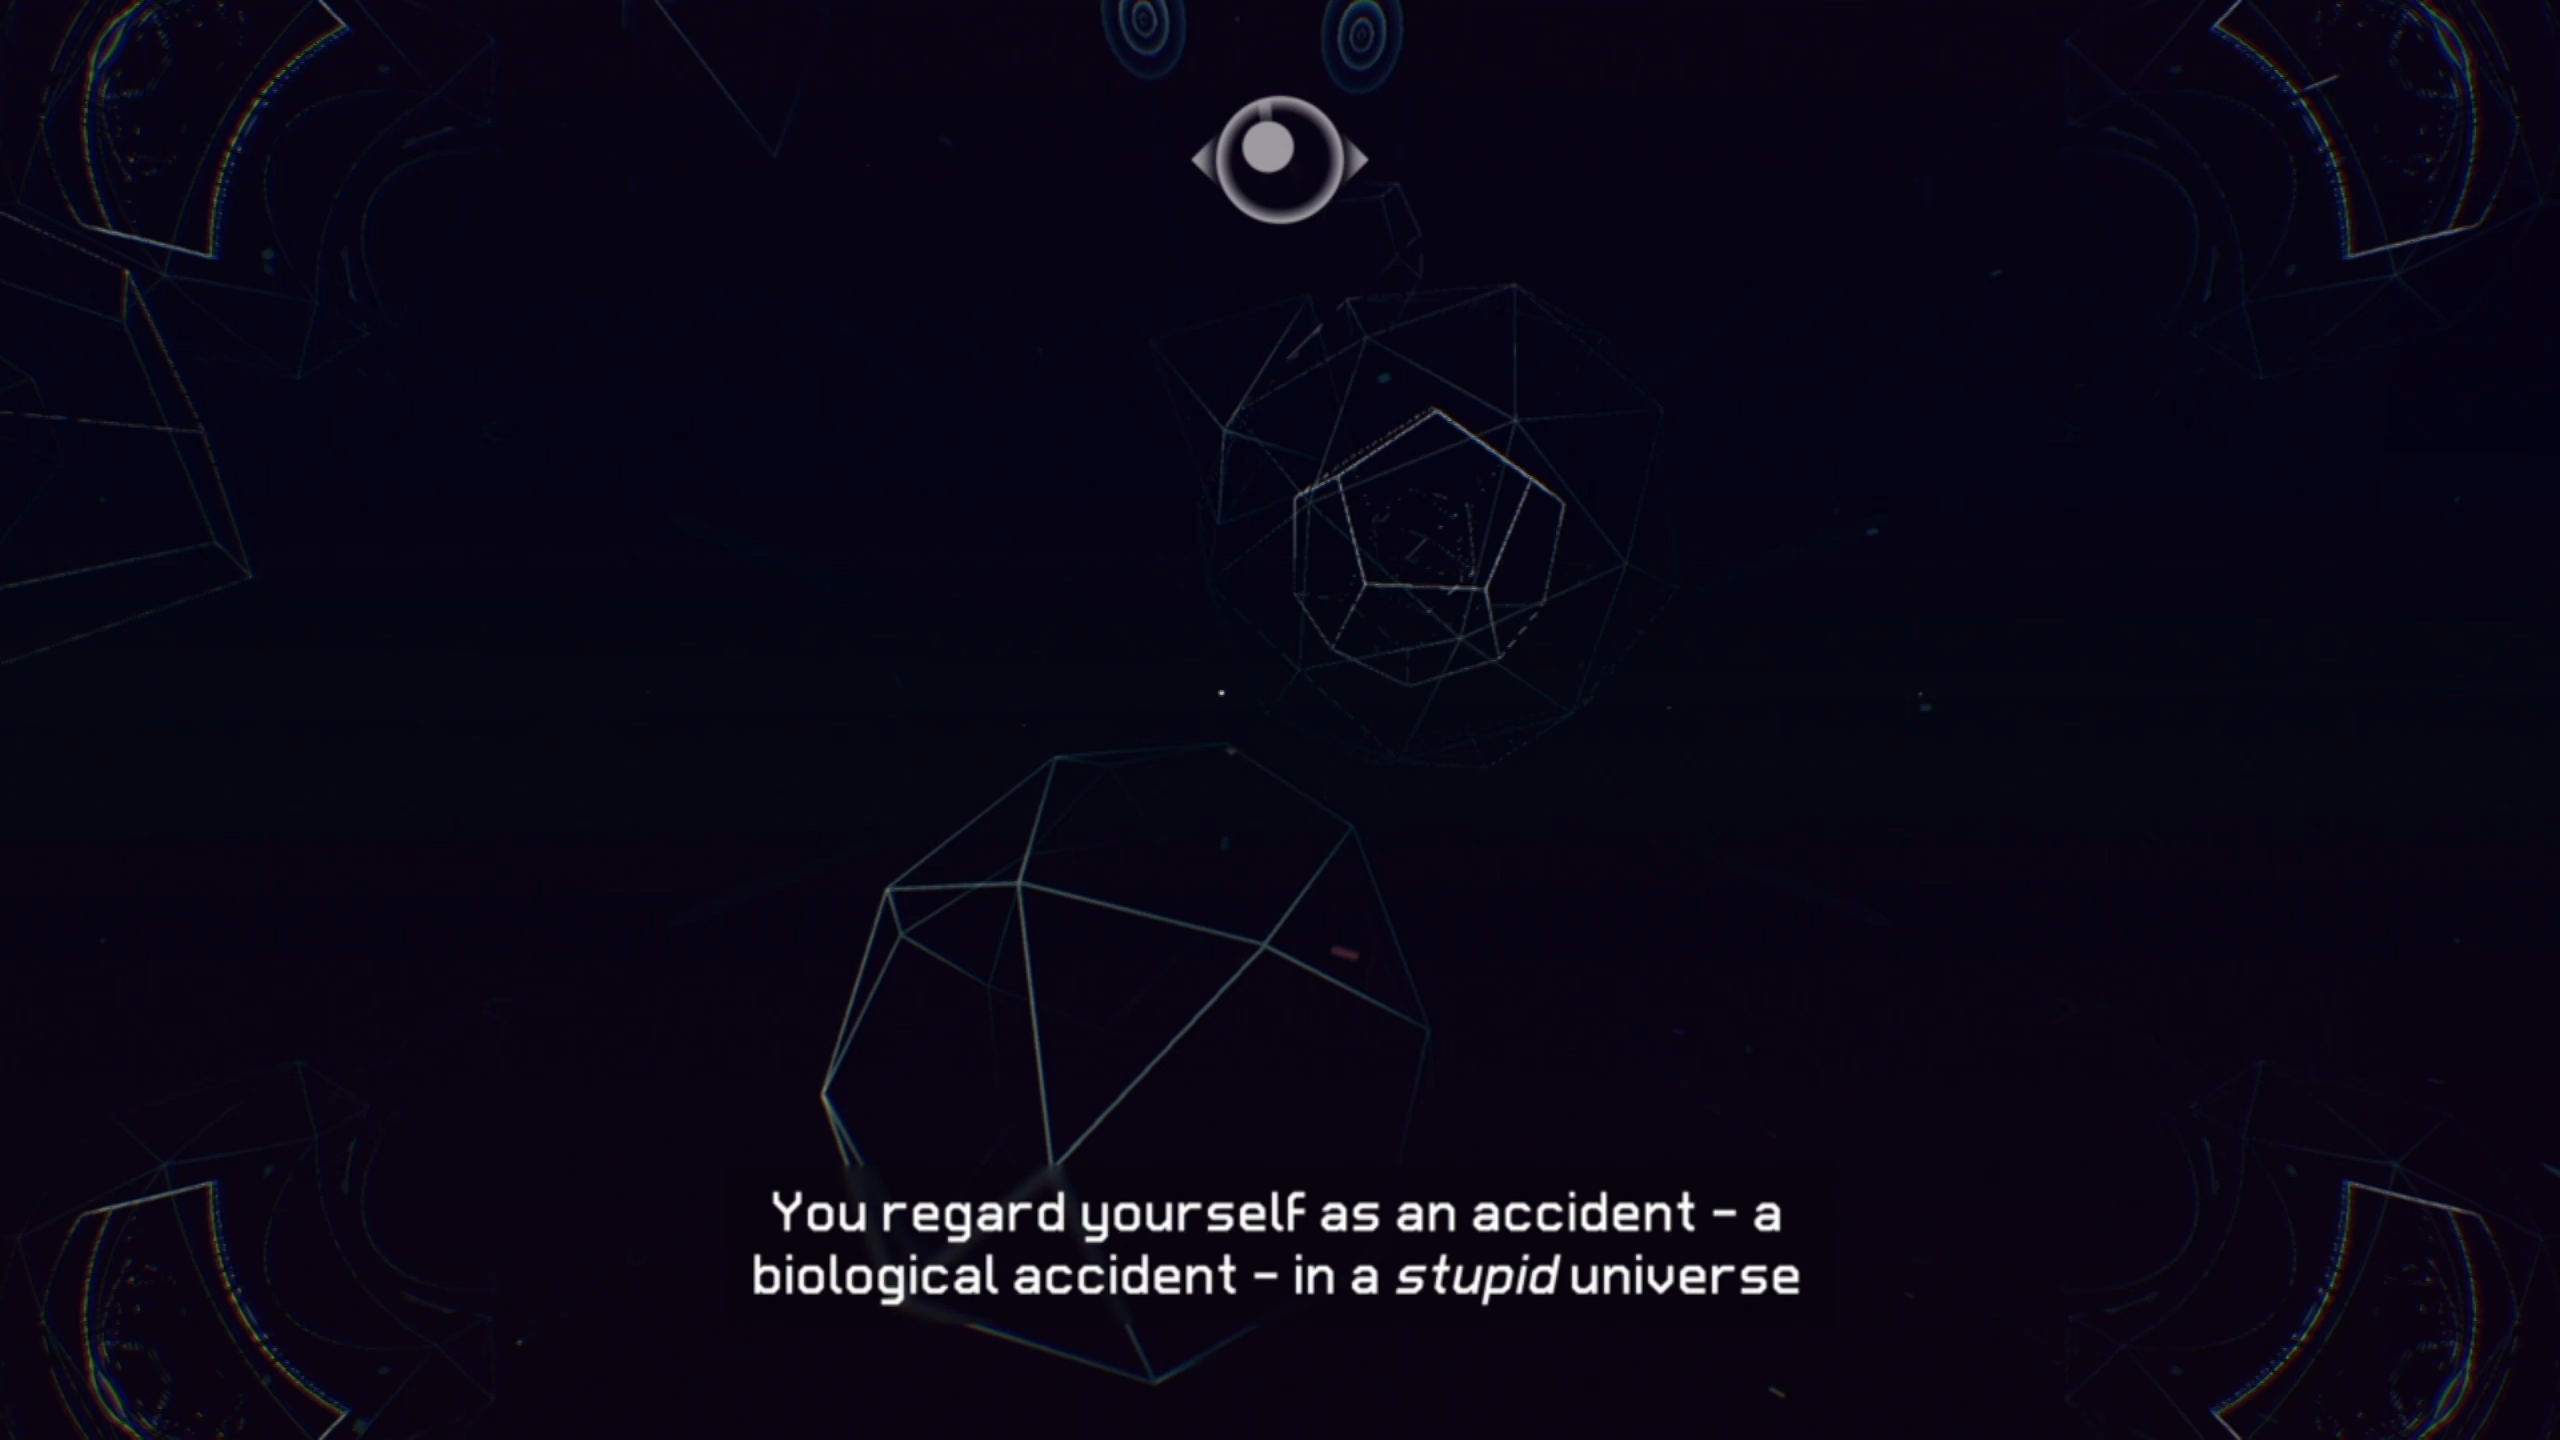 You regard yourself as an accident - a
biological accident - in a stupid universe